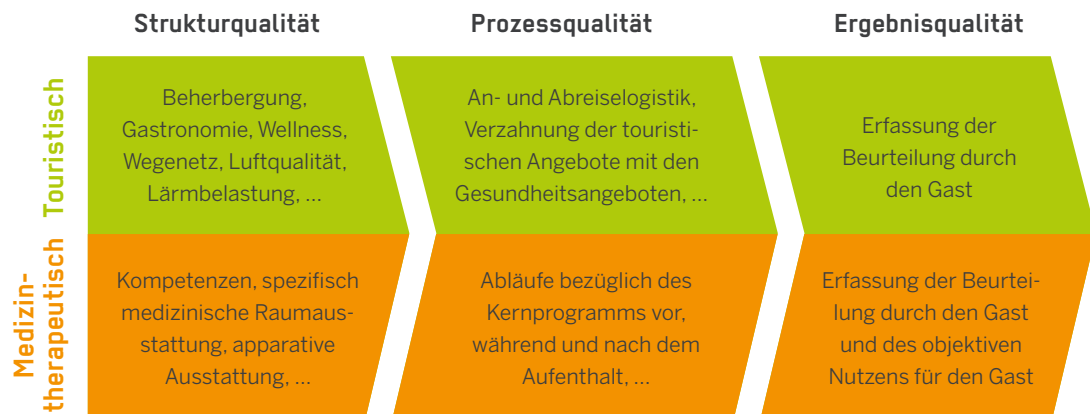 Strukturqualität
Prozessqualität
Ergebnisqualität
Touristisch
Beherbergung,
Gastronomie, Wellness,
Wegenetz, Luftqualität,
Lärmbelastung, ...
An- und Abreiselogistik,
Verzahnung der touristi-
schen Angebote mit den
Gesundheitsangeboten, ...
Erfassung der
Beurteilung durch
den Gast
Medizin-
therapeutisch
Kompetenzen, spezifisch
medizinische Raumaus-
stattung, apparative
Ausstattung, ...
Abläufe bezüglich des
Kernprogramms vor,
während und nach dem
Aufenthalt, ...
Erfassung der Beurtei-
lung durch den Gast
und des objektiven
Nutzens für den Gast